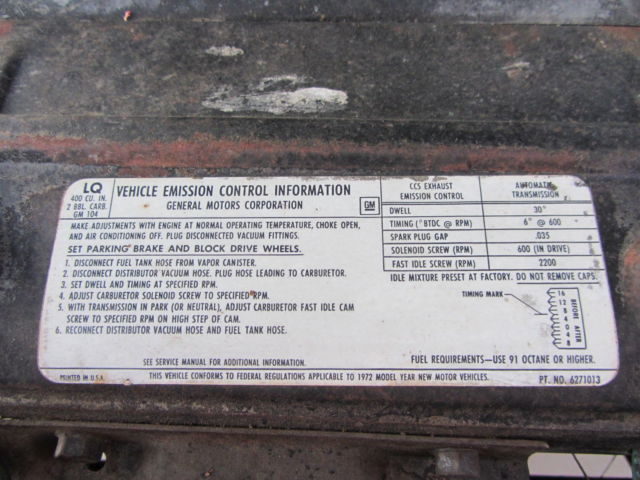 LQ
400 CU. IN.
2 BBL. CARB.
GM 104
VEHICLE EMISSION CONTROL INFORMATION
GENERAL MOTORS CORPORATION
GM
MAKE ADJUSTMENTS WITH ENGINE AT NORMAL OPERATING TEMPERATURE, CHOKE OPEN,
AND AIR CONDITIONING OFF. PLUG DISCONNECTED VACUUM FITTINGS.
SET PARKING BRAKE AND BLOCK DRIVE WHEELS.
1. DISCONNECT FUEL TANK HOSE FROM VAPOR CANISTER.
2. DISCONNECT DISTRIBUTOR VACUUM HOSE. PLUG HOSE LEADING TO CARBURETOR.
3. SET DWELL AND TIMING AT SPECIFIED RPM.
4. ADJUST CARBURETOR SOLENOID SCREW TO SPECIFIED RPM.
5. WITH TRANSMISSION IN PARK (OR NEUTRAL), ADJUST CARBURETOR FAST IDLE CAM
SCREW TO SPECIFIED RPM ON HIGH STEP OF CAM.
6. RECONNECT DISTRIBUTOR VACUUM HOSE AND FUEL TANK HOSE.
CCS EXHAUST
EMISSION CONTROL
AUTOMATIC
TRANSMISSION
DWELL 30°
TIMING (°BTDC @ RPM) 6° @ 600
SPARK PLUG GAP .035
SOLENOID SCREW (RPM) 600 (IN DRIVE)
FAST IDLE SCREW (RPM) 2200
IDLE MIXTURE PRESET AT FACTORY. DO NOT REMOVE CAPS.
TIMING MARK
16
12
8
4
0
4
8
BEFORE
AFTER
SEE SERVICE MANUAL FOR ADDITIONAL INFORMATION.
FUEL REQUIREMENTS—USE 91 OCTANE OR HIGHER.
PRINTED IN U.S.A.
THIS VEHICLE CONFORMS TO FEDERAL REGULATIONS APPLICABLE TO 1972 MODEL YEAR NEW MOTOR VEHICLES.
PT. NO. 6271013